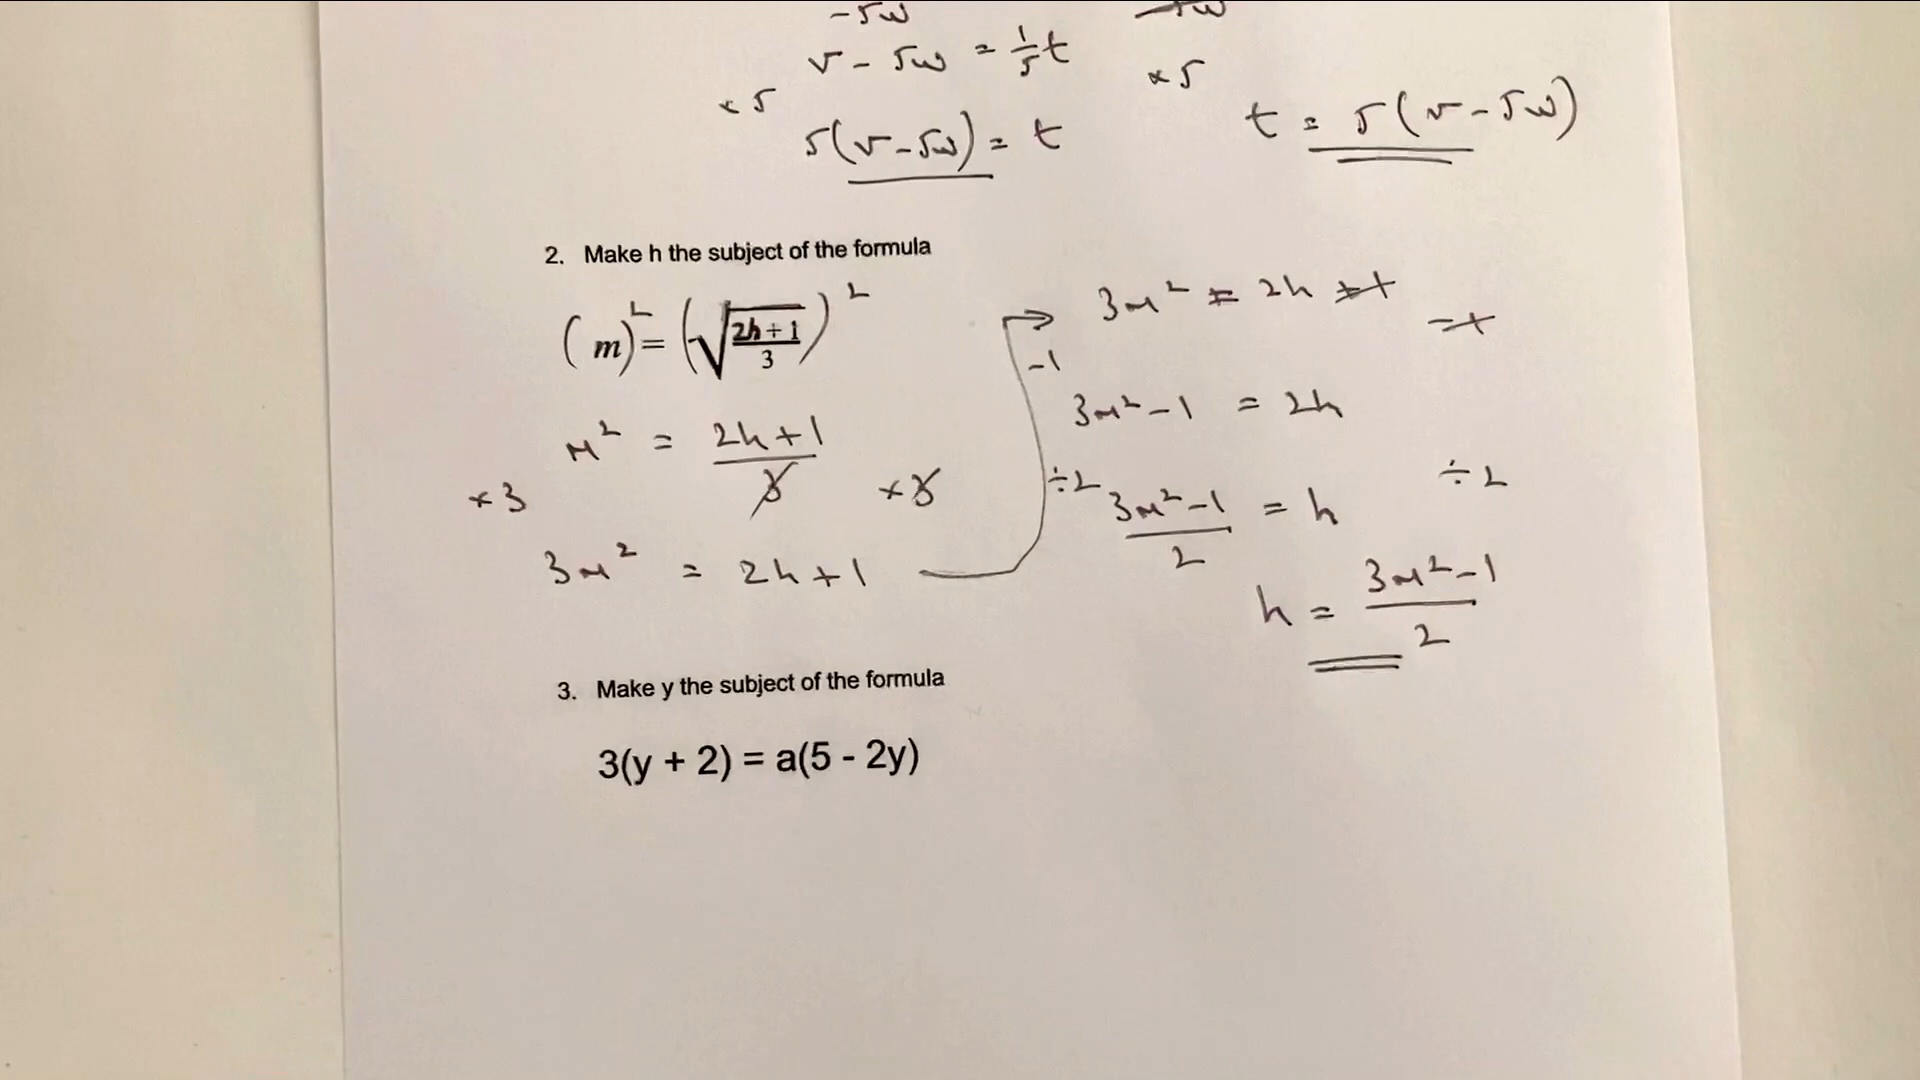 -5w
v - 5w = 1/5 t
×5 ×5
5(v-5w) = t
t = 5(v-5w)
2. Make h the subject of the formula
(m)² = (√((2h+1)/3))²
m² = (2h+1)/3
×3 ×3
3m² = 2h+1
3m² = 2h +1
-1 -1
3m²-1 = 2h
÷2 ÷2
(3m²-1)/2 = h
h = (3m²-1)/2
3. Make y the subject of the formula
3(y + 2) = a(5 - 2y)